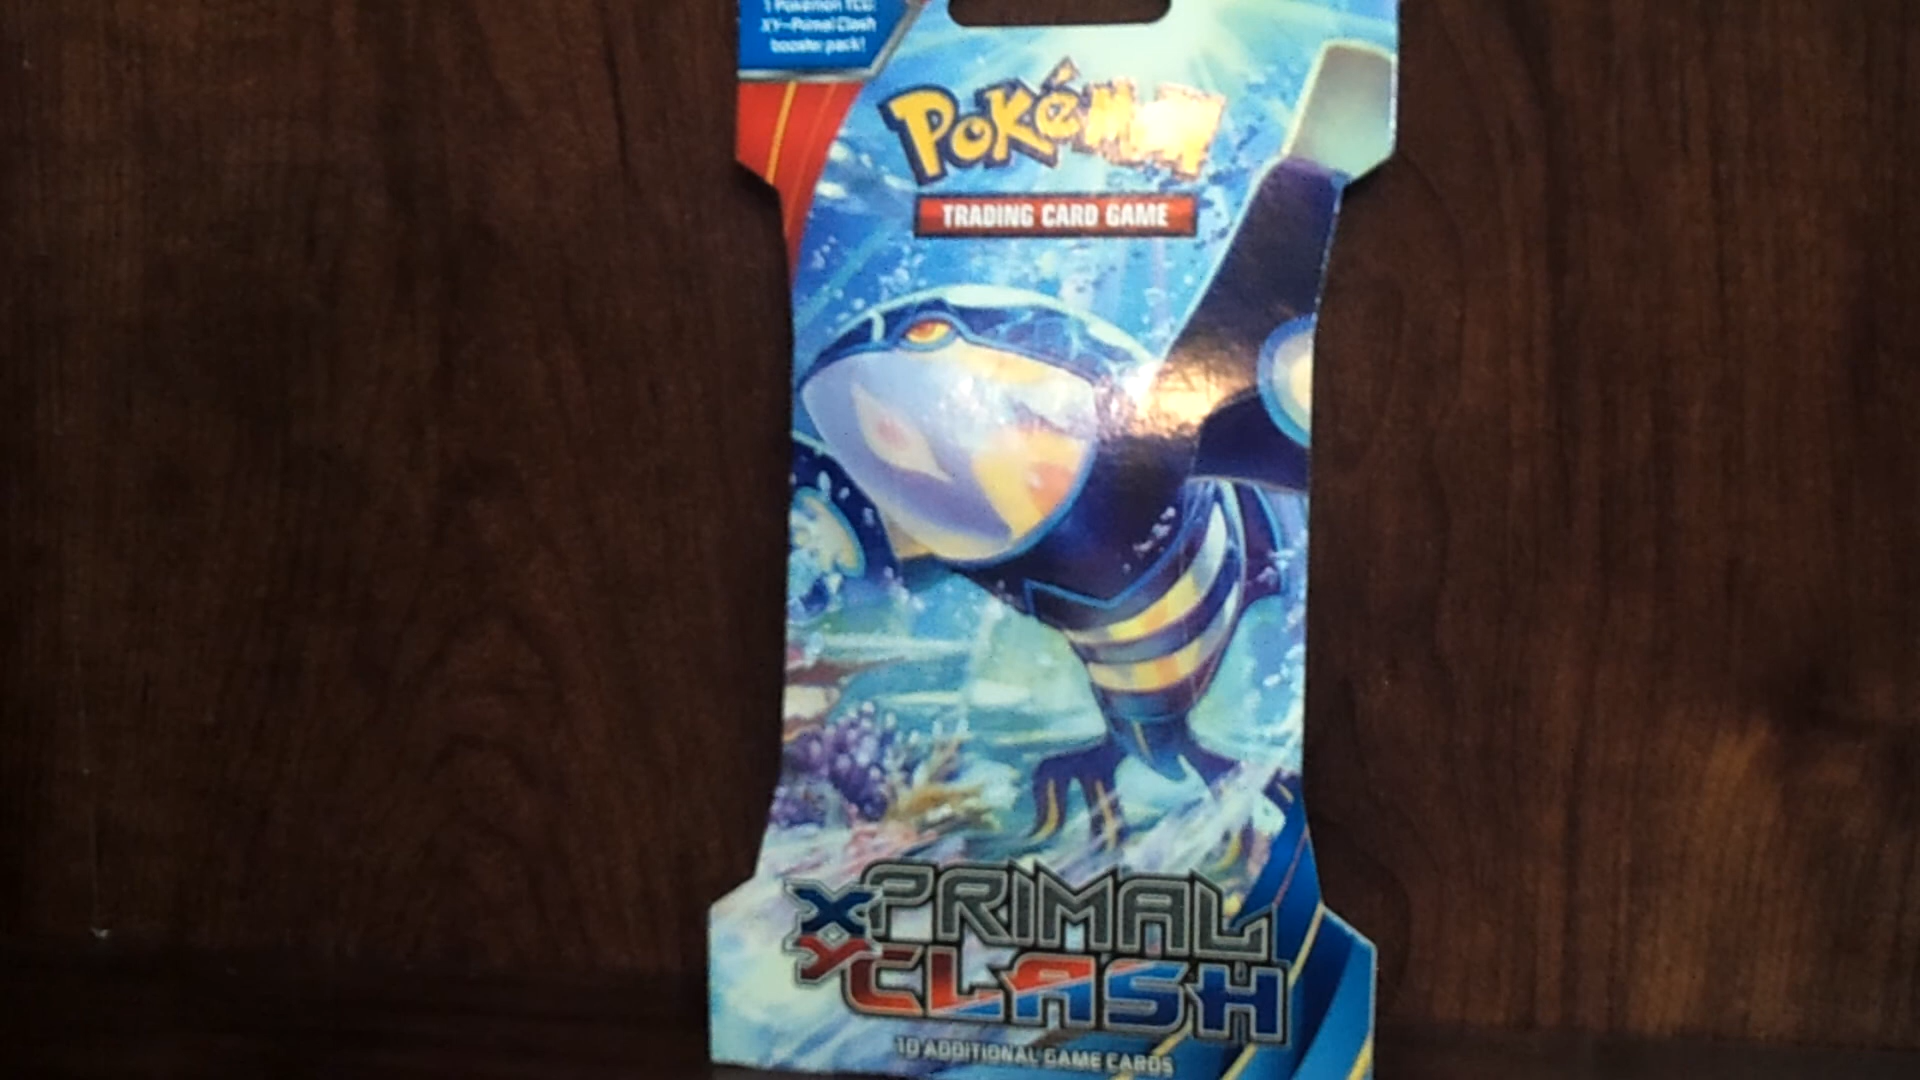 1 Pokémon TCG:
XY–Primal Clash
booster pack!
POKéMON
TRADING CARD GAME
XY PRIMAL
CLASH
10 ADDITIONAL GAME CARDS